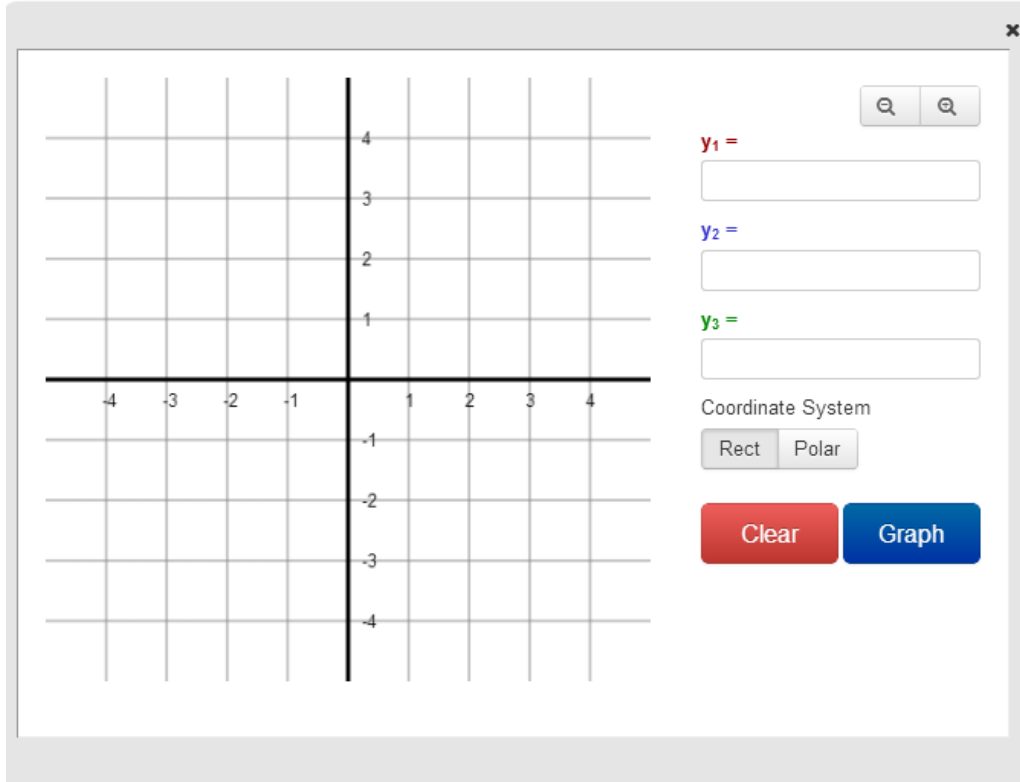 ✖
4
3
2
1
-4 -3 -2 -1 1 2 3 4
-1
-2
-3
-4
y₁ =
y₂ =
y₃ =
Coordinate System
Rect Polar
Clear Graph